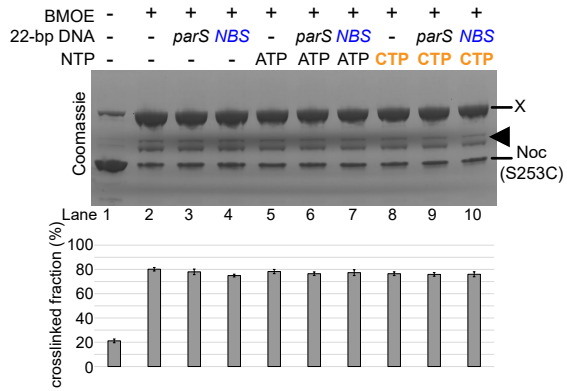 BMOE - + + + + + + + + +
22-bp DNA - - parS NBS - parS NBS - parS NBS
NTP - - - - ATP ATP ATP CTP CTP CTP
Coomassie
X
Noc
(S253C)
Lane 1 2 3 4 5 6 7 8 9 10
crosslinked fraction (%)
100
80
60
40
20
0